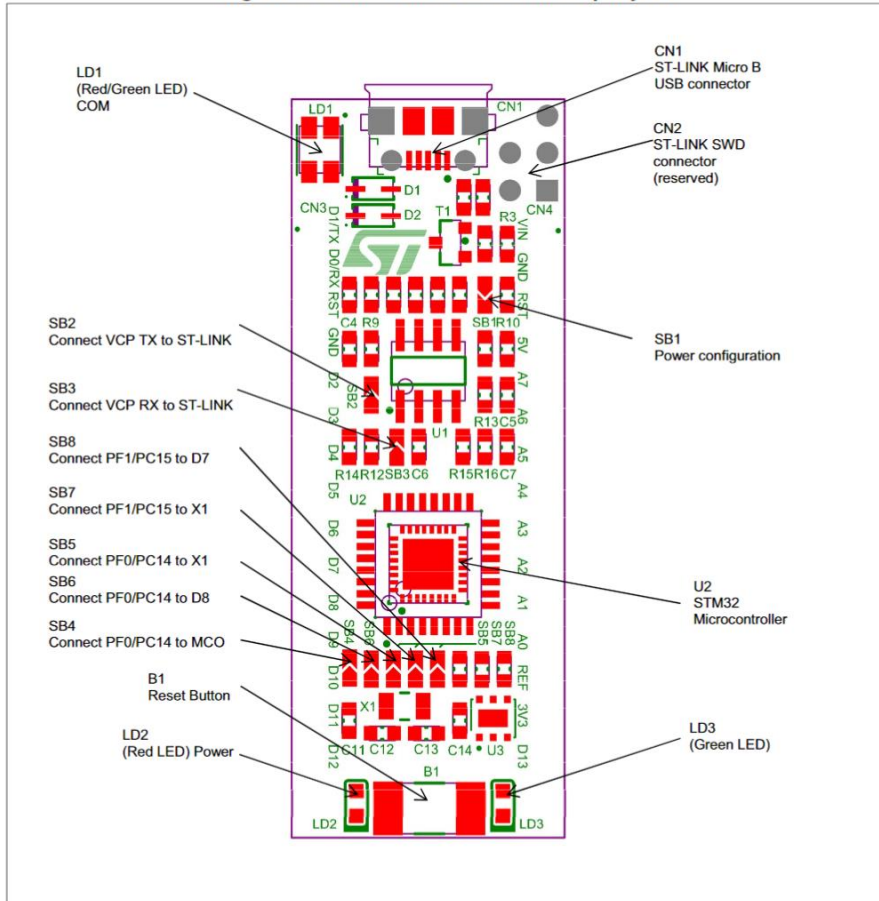 LD1
(Red/Green LED)
COM
CN1
ST-LINK Micro B
USB connector
CN2
ST-LINK SWD
connector
(reserved)
SB2
Connect VCP TX to ST-LINK
SB3
Connect VCP RX to ST-LINK
SB8
Connect PF1/PC15 to D7
SB7
Connect PF1/PC15 to X1
SB5
Connect PF0/PC14 to X1
SB6
Connect PF0/PC14 to D8
SB4
Connect PF0/PC14 to MCO
B1
Reset Button
LD2
(Red LED) Power
SB1
Power configuration
U2
STM32
Microcontroller
LD3
(Green LED)
LD1
CN1
D1
D2
CN3
T1
R3
CN4
ST
D1/TX
D0/RX
RST
GND
D2
D3
D4
D5
D6
D7
D8
D9
D10
D11
D12
VIN
GND
RST
5V
A7
A6
A5
A4
A3
A2
A1
A0
REF
3V3
D13
C4 R9
SB1 R10
SB2
U1
R13 C5
R14 R12 SB3 C6
R15 R16 C7
U2
SB4
SB6
SB5
SB7
SB8
X1
C11 C12 C13 C14 U3
B1
LD2
LD3